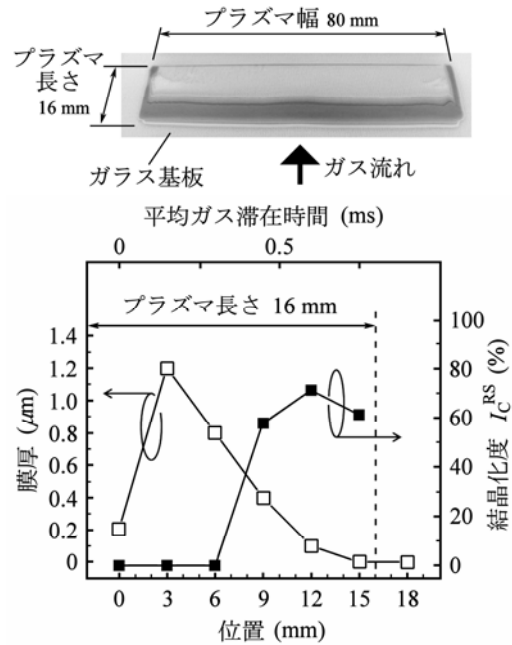 プラズマ幅 80 mm
プラズマ
長さ
16 mm
ガラス基板
ガス流れ
平均ガス滞在時間 (ms)
0 0.5
プラズマ長さ 16 mm
膜厚 (μm)
1.4
1.2
1.0
0.8
0.6
0.4
0.2
0
100
80
60
40
20
0
結晶化度 I_C^RS (%)
0 3 6 9 12 15 18
位置 (mm)